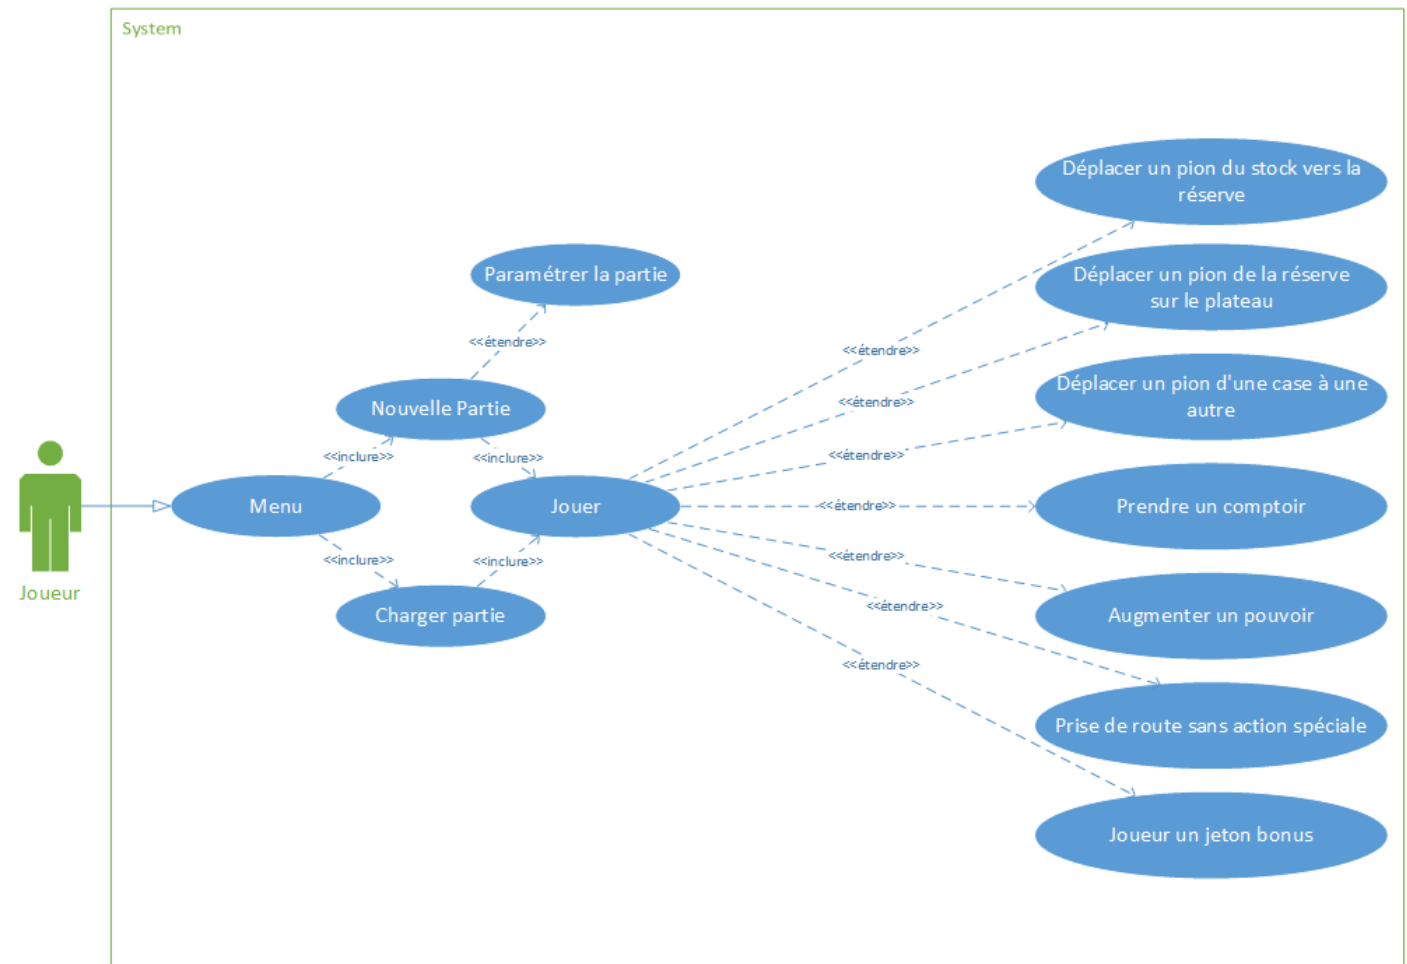 System
Déplacer un pion du stock vers la
réserve
Paramétrer la partie
Déplacer un pion de la réserve
sur le plateau
<<étendre>>
<<étendre>>
Déplacer un pion d'une case à une
autre
Nouvelle Partie
<<étendre>>
<<inclure>>
<<inclure>>
<<étendre>>
Menu
Jouer
<<étendre>>
Prendre un comptoir
<<inclure>>
<<inclure>>
<<étendre>>
Joueur
Charger partie
<<étendre>>
Augmenter un pouvoir
<<étendre>>
Prise de route sans action spéciale
Joueur un jeton bonus